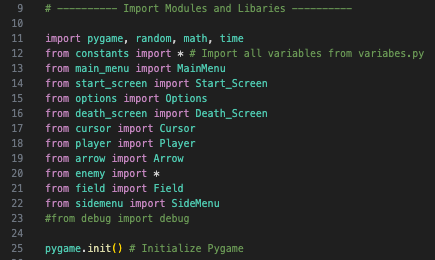 9 # ---------- Import Modules and Libaries ----------
10
11 import pygame, random, math, time
12 from constants import * # Import all variables from variabes.py
13 from main_menu import MainMenu
14 from start_screen import Start_Screen
15 from options import Options
16 from death_screen import Death_Screen
17 from cursor import Cursor
18 from player import Player
19 from arrow import Arrow
20 from enemy import *
21 from field import Field
22 from sidemenu import SideMenu
23 #from debug import debug
24
25 pygame.init() # Initialize Pygame